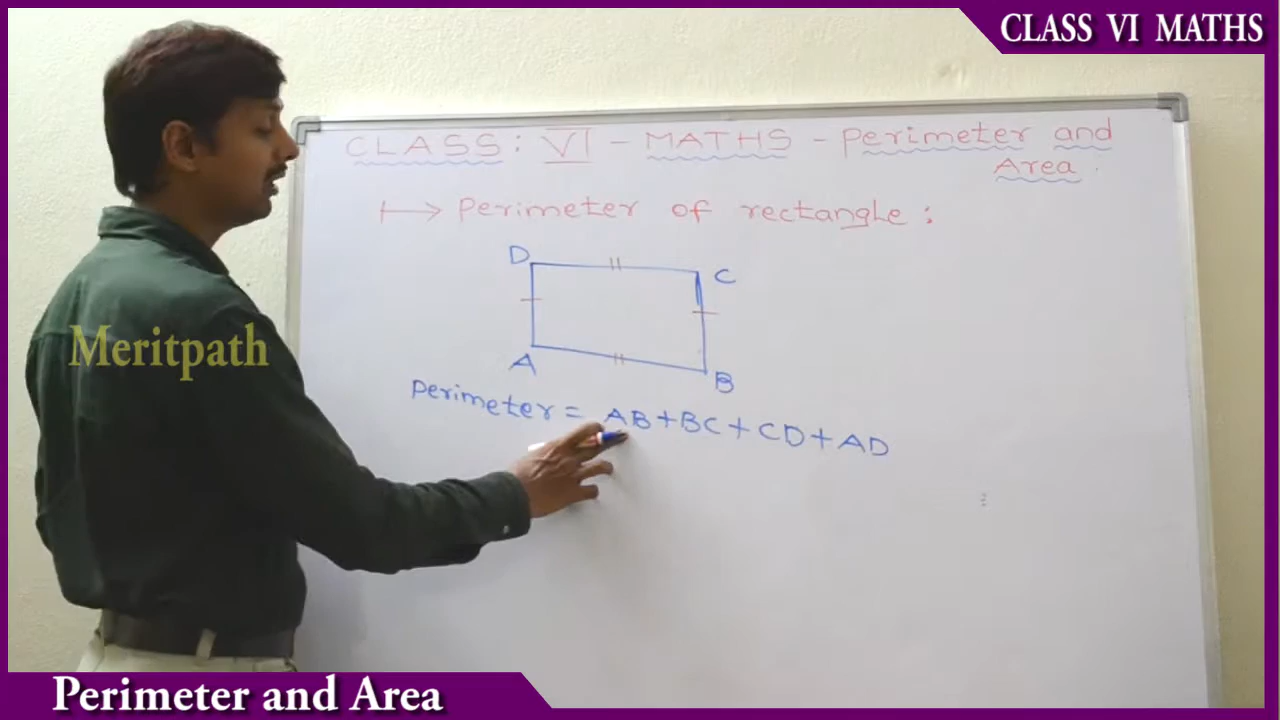 CLASS VI MATHS
CLASS: VI - MATHS - Perimeter and
Area.
→ Perimeter of rectangle:
D
C
A
B
Perimeter = AB+BC+CD+AD
Meritpath
Perimeter and Area